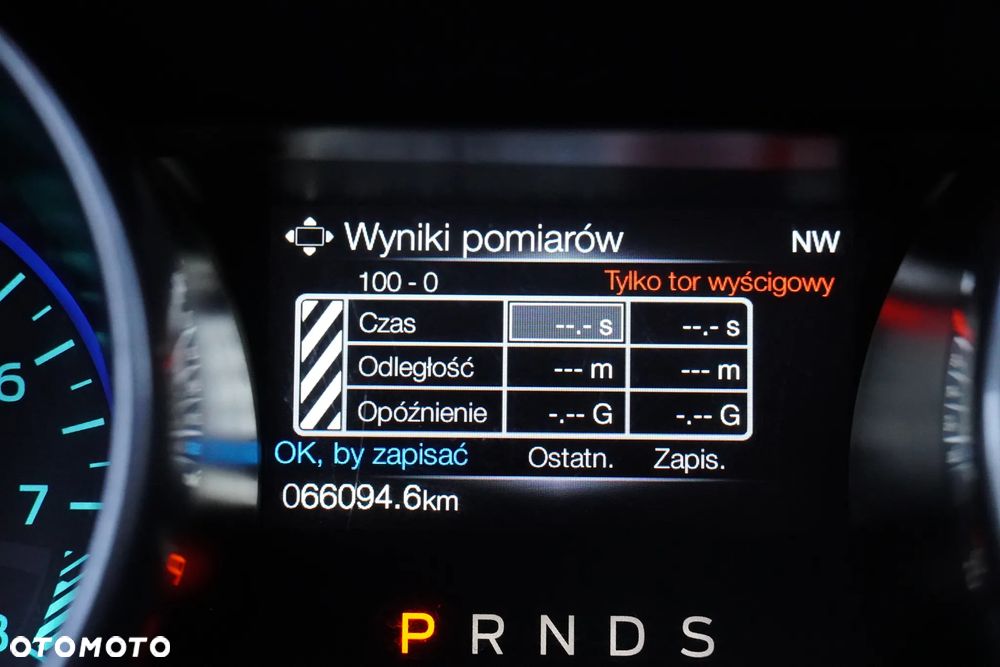 Wyniki pomiarów NW
100 - 0 Tylko tor wyścigowy
Czas --.- s --.- s
Odległość --- m --- m
Opóźnienie -.-- G -.-- G
OK, by zapisać Ostatn. Zapis.
066094.6km
6
7
8
P R N D S
OTOMOTO